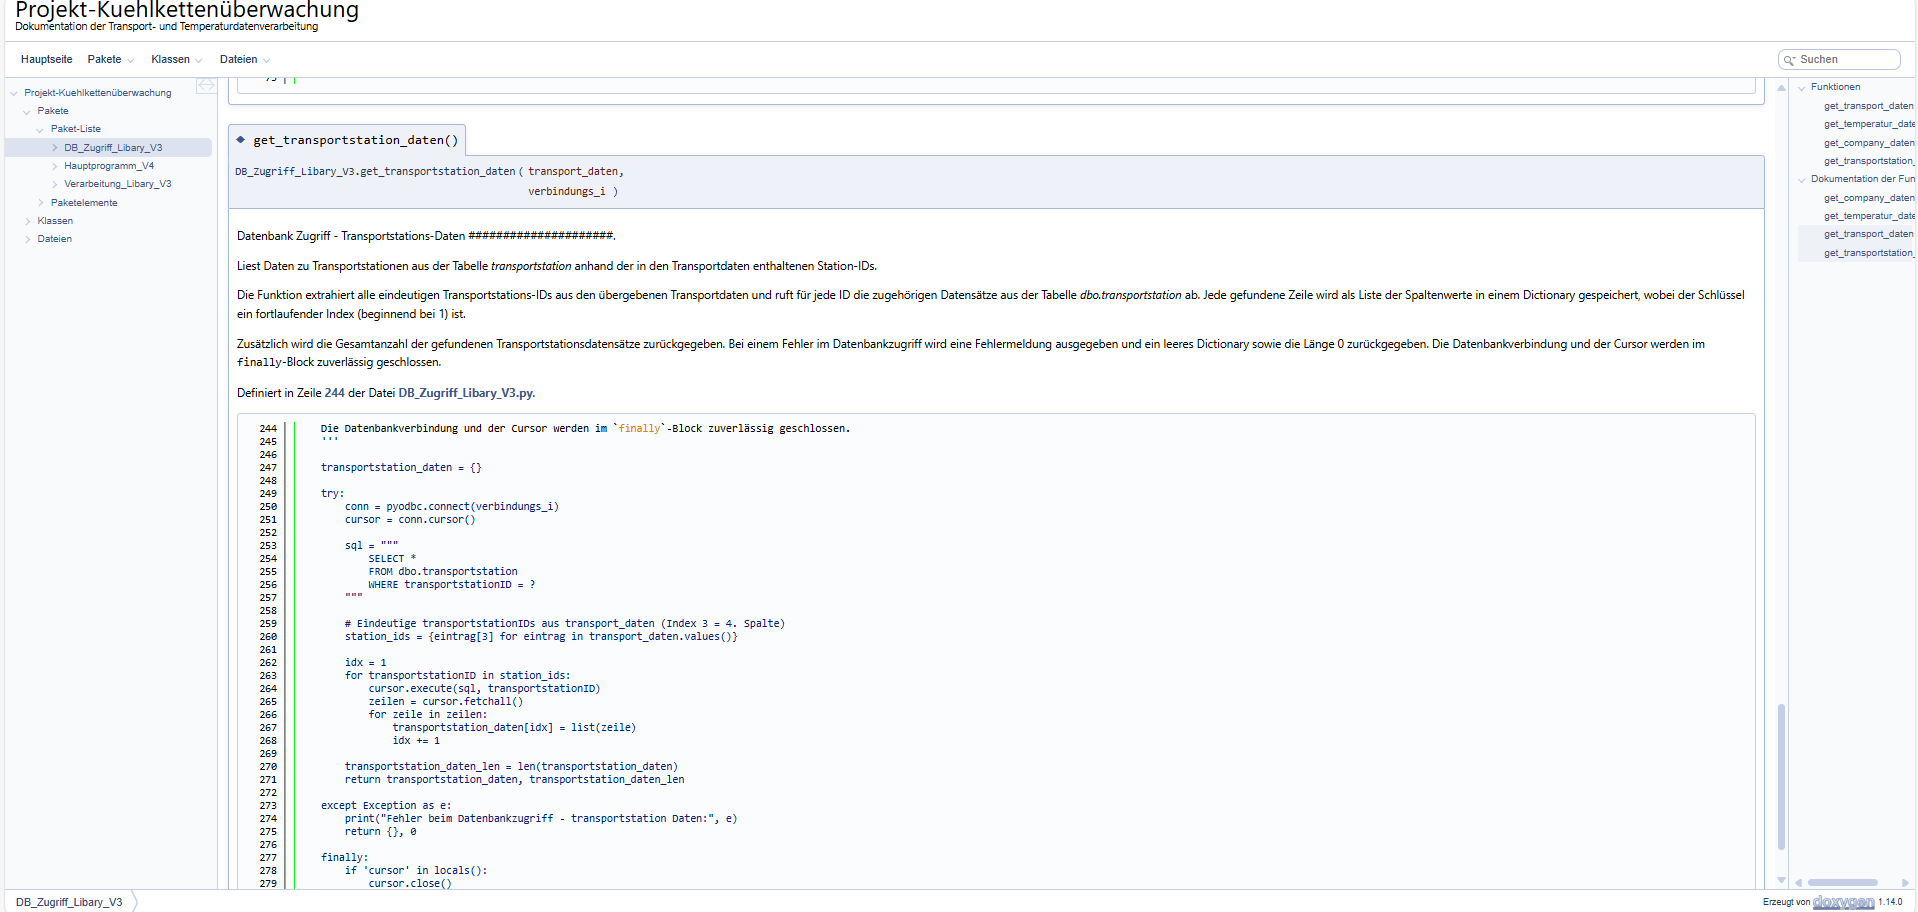 Projekt-Kuehlkettenüberwachung
Dokumentation der Transport- und Temperaturdatenverarbeitung
Hauptseite Pakete Klassen Dateien
Suchen
Projekt-Kuehlkettenüberwachung
Pakete
Paket-Liste
DB_Zugriff_Libary_V3
Hauptprogramm_V4
Verarbeitung_Libary_V3
Paketelemente
Klassen
Dateien
get_transportstation_daten()
DB_Zugriff_Libary_V3.get_transportstation_daten ( transport_daten,
verbindungs_i )
Datenbank Zugriff - Transportstations-Daten #####################.
Liest Daten zu Transportstationen aus der Tabelle transportstation anhand der in den Transportdaten enthaltenen Station-IDs.
Die Funktion extrahiert alle eindeutigen Transportstations-IDs aus den übergebenen Transportdaten und ruft für jede ID die zugehörigen Datensätze aus der Tabelle dbo.transportstation ab. Jede gefundene Zeile wird als Liste der Spaltenwerte in einem Dictionary gespeichert, wobei der Schlüssel
ein fortlaufender Index (beginnend bei 1) ist.
Zusätzlich wird die Gesamtanzahl der gefundenen Transportstationsdatensätze zurückgegeben. Bei einem Fehler im Datenbankzugriff wird eine Fehlermeldung ausgegeben und ein leeres Dictionary sowie die Länge 0 zurückgegeben. Die Datenbankverbindung und der Cursor werden im
finally-Block zuverlässig geschlossen.
Definiert in Zeile 244 der Datei DB_Zugriff_Libary_V3.py.
244 Die Datenbankverbindung und der Cursor werden im `finally`-Block zuverlässig geschlossen.
245 '''
246
247 transportstation_daten = {}
248
249 try:
250 conn = pyodbc.connect(verbindungs_i)
251 cursor = conn.cursor()
252
253 sql = """
254 SELECT *
255 FROM dbo.transportstation
256 WHERE transportstationID = ?
257 """
258
259 # Eindeutige transportstationIDs aus transport_daten (Index 3 = 4. Spalte)
260 station_ids = {eintrag[3] for eintrag in transport_daten.values()}
261
262 idx = 1
263 for transportstationID in station_ids:
264 cursor.execute(sql, transportstationID)
265 zeilen = cursor.fetchall()
266 for zeile in zeilen:
267 transportstation_daten[idx] = list(zeile)
268 idx += 1
269
270 transportstation_daten_len = len(transportstation_daten)
271 return transportstation_daten, transportstation_daten_len
272
273 except Exception as e:
274 print("Fehler beim Datenbankzugriff - transportstation Daten:", e)
275 return {}, 0
276
277 finally:
278 if 'cursor' in locals():
279 cursor.close()
Funktionen
get_transport_daten
get_temperatur_date
get_company_daten
get_transportstation_
Dokumentation der Fun
get_company_daten
get_temperatur_date
get_transport_daten
get_transportstation_
DB_Zugriff_Libary_V3
Erzeugt von doxygen 1.14.0